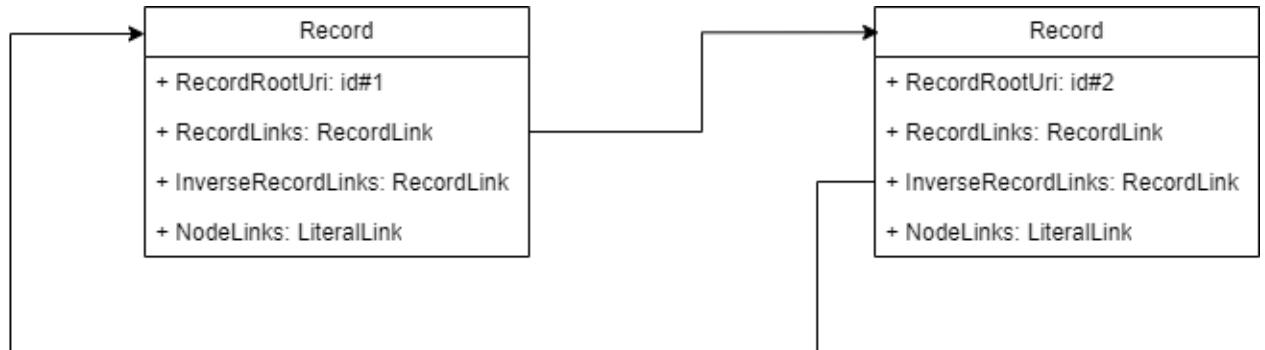 Record
+ RecordRootUri: id#1
+ RecordLinks: RecordLink
+ InverseRecordLinks: RecordLink
+ NodeLinks: LiteralLink
Record
+ RecordRootUri: id#2
+ RecordLinks: RecordLink
+ InverseRecordLinks: RecordLink
+ NodeLinks: LiteralLink